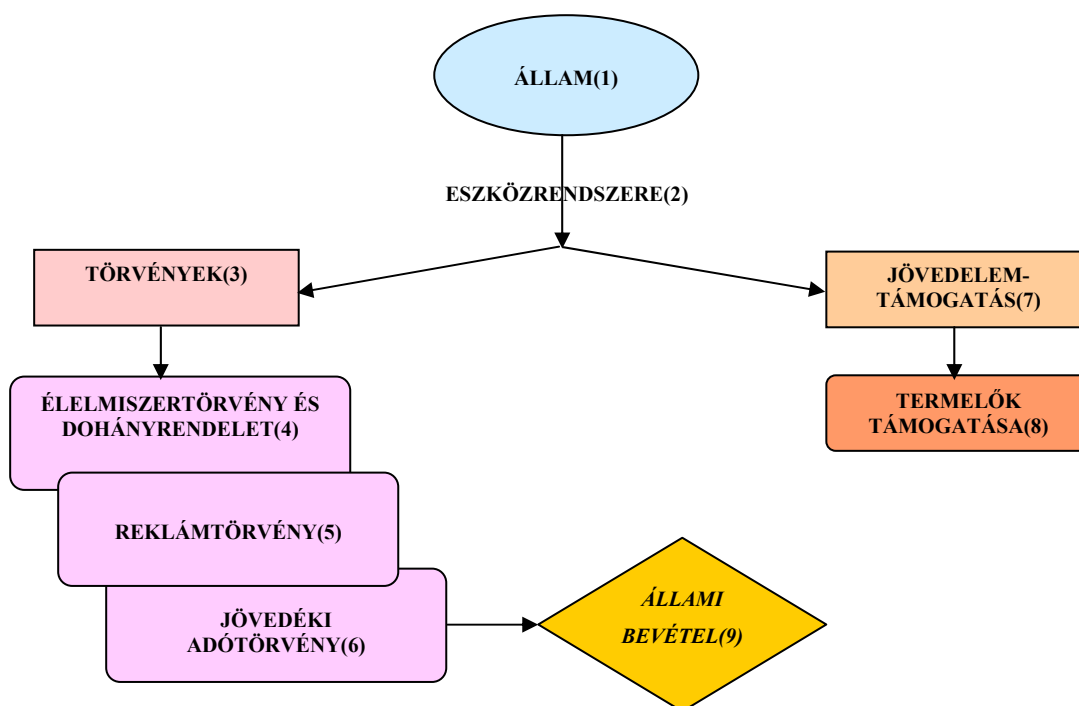 ÁLLAM(1)
ESZKÖZRENDSZERE(2)
TÖRVÉNYEK(3)
JÖVEDELEM-
TÁMOGATÁS(7)
ÉLELMISZERTÖRVÉNY ÉS
DOHÁNYRENDELET(4)
TERMELŐK
TÁMOGATÁSA(8)
REKLÁMTÖRVÉNY(5)
JÖVEDÉKI
ADÓTÖRVÉNY(6)
ÁLLAMI
BEVÉTEL(9)